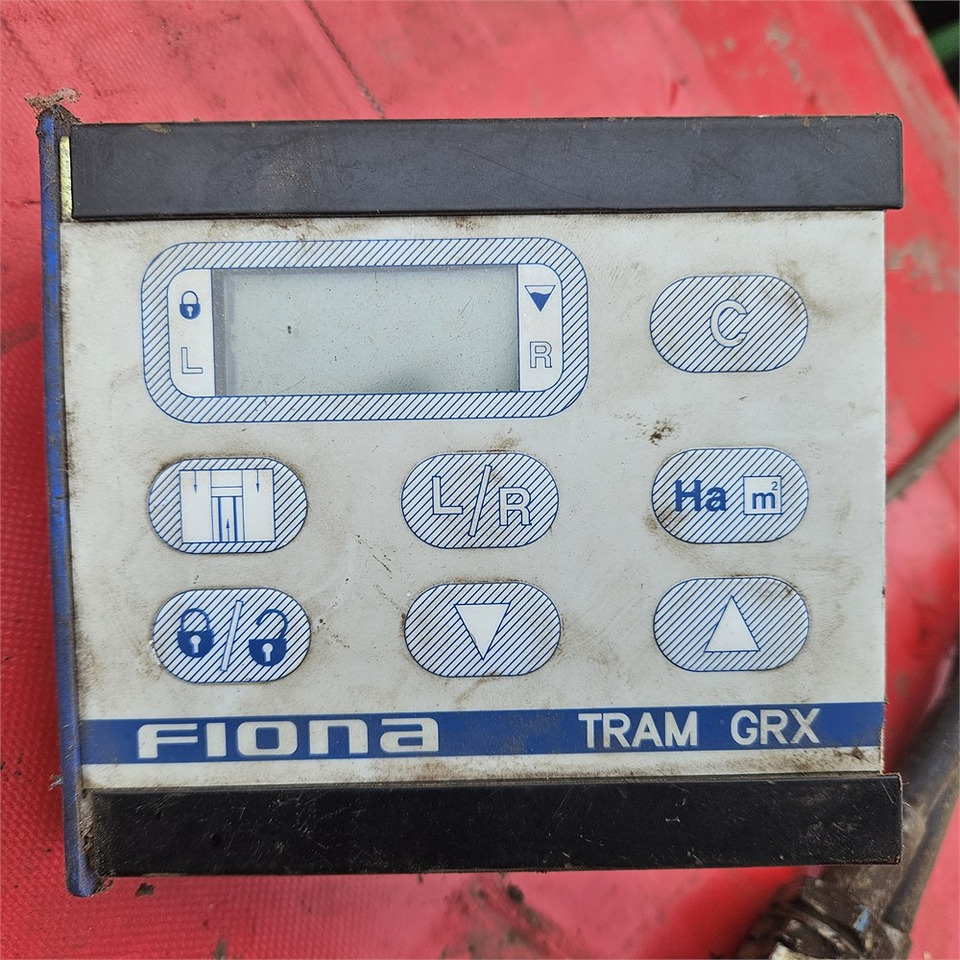 L
R
C
L/R
Ha m²
FIONA TRAM GRX